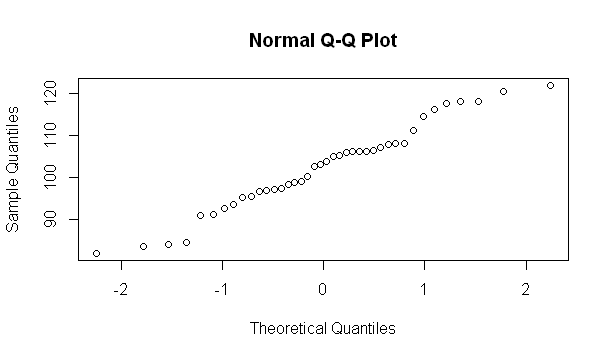 Normal Q-Q Plot
Sample Quantiles
120
110
100
90
-2 -1 0 1 2
Theoretical Quantiles